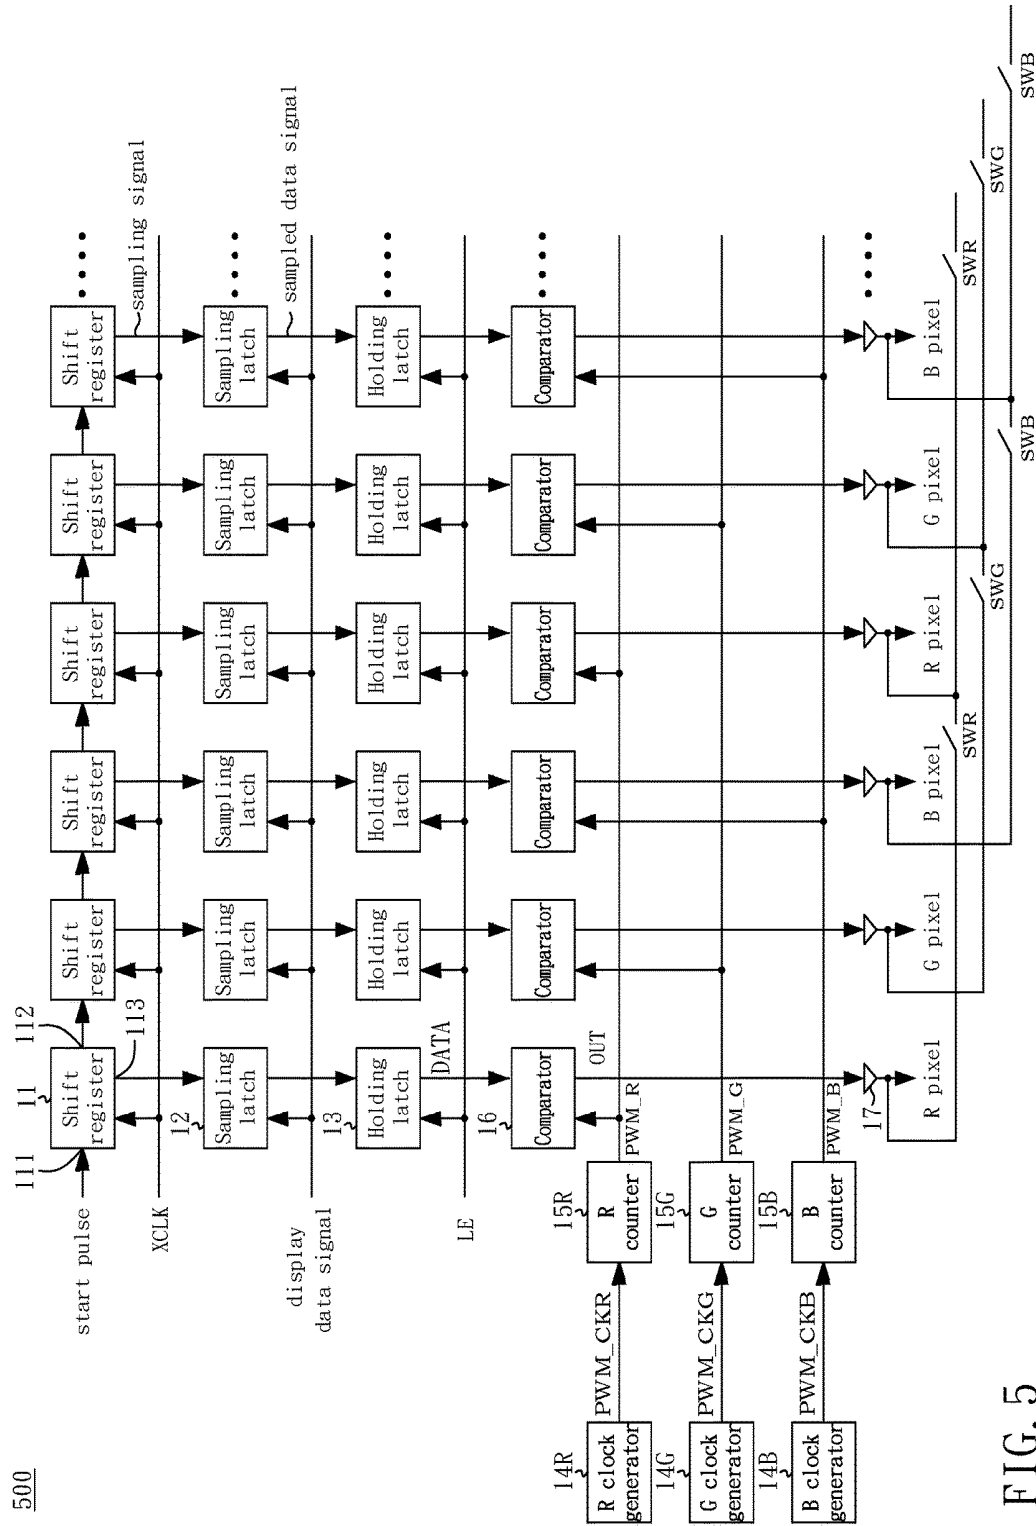 500
start pulse
111
11
Shift
register
112
113
Shift
register
Shift
register
Shift
register
Shift
register
Shift
register
sampling signal
XCLK
12
Sampling
latch
Sampling
latch
Sampling
latch
Sampling
latch
Sampling
latch
Sampling
latch
sampled data signal
display
data signal
13
Holding
latch
Holding
latch
Holding
latch
Holding
latch
Holding
latch
Holding
latch
DATA
LE
16
Comparator
Comparator
Comparator
Comparator
Comparator
Comparator
OUT
14R
R clock
generator
PWM_CKR
15R
R
counter
PWM_R
14G
G clock
generator
PWM_CKG
15G
G
counter
PWM_G
14B
B clock
generator
PWM_CKB
15B
B
counter
PWM_B
17
R pixel
G pixel
B pixel
R pixel
G pixel
B pixel
SWR
SWR
SWG
SWG
SWB
SWB
FIG. 5